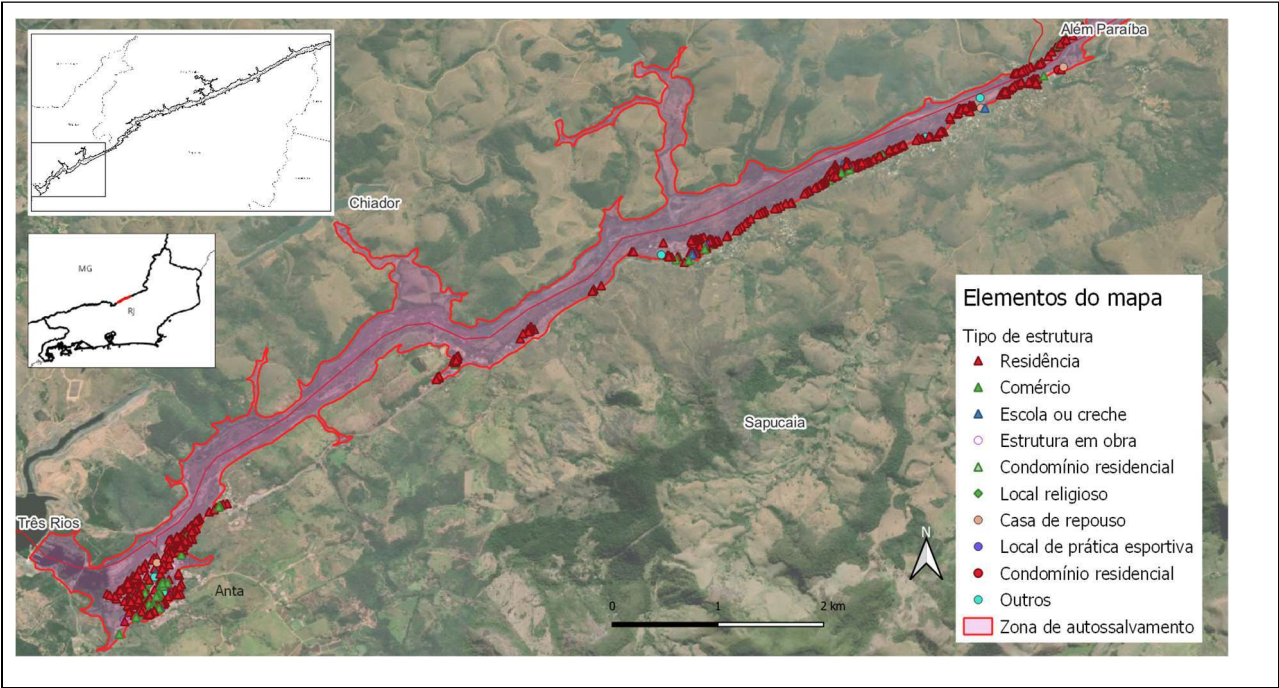 Além Paraíba
Chiador
MG
RJ
Sapucaia
Três Rios
Anta
N
0 1 2 km
Elementos do mapa
Tipo de estrutura
Residência
Comércio
Escola ou creche
Estrutura em obra
Condomínio residencial
Local religioso
Casa de repouso
Local de prática esportiva
Condomínio residencial
Outros
Zona de autossalvamento